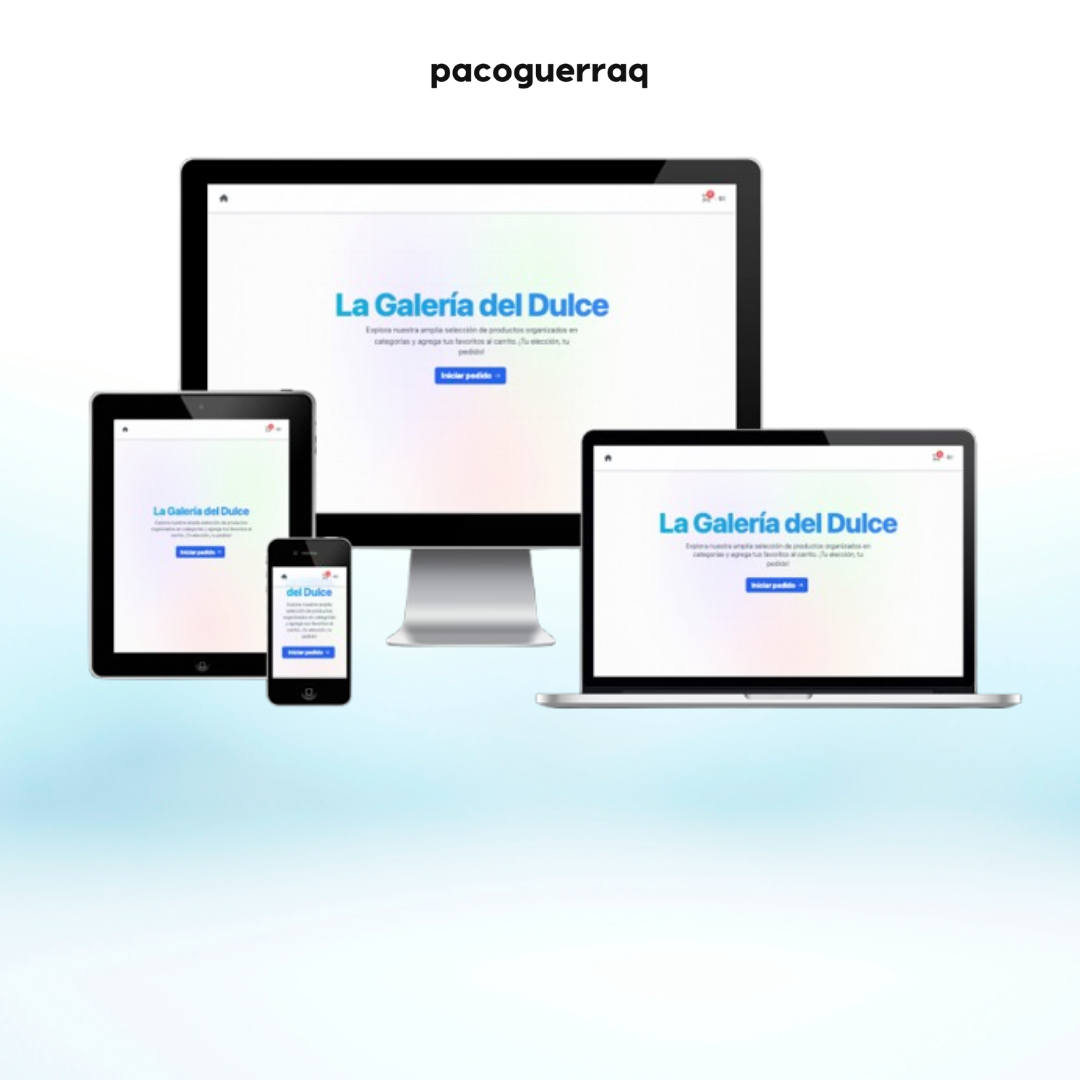 pacoguerraq
La Galería del Dulce
Explora nuestra amplia selección de productos organizados en
categorías y agrega tus favoritos al carrito. ¡Tu elección, tu
pedido!
Iniciar pedido →
La Galería del Dulce
Explora nuestra amplia selección de productos
organizados en categorías y agrega tus favoritos al
carrito. ¡Tu elección, tu pedido!
Iniciar pedido →
del Dulce
Explora nuestra amplia
selección de productos
organizados en categorías
y agrega tus favoritos al
carrito. ¡Tu elección, tu
pedido!
Iniciar pedido →
La Galería del Dulce
Explora nuestra amplia selección de productos organizados en
categorías y agrega tus favoritos al carrito. ¡Tu elección, tu
pedido!
Iniciar pedido →